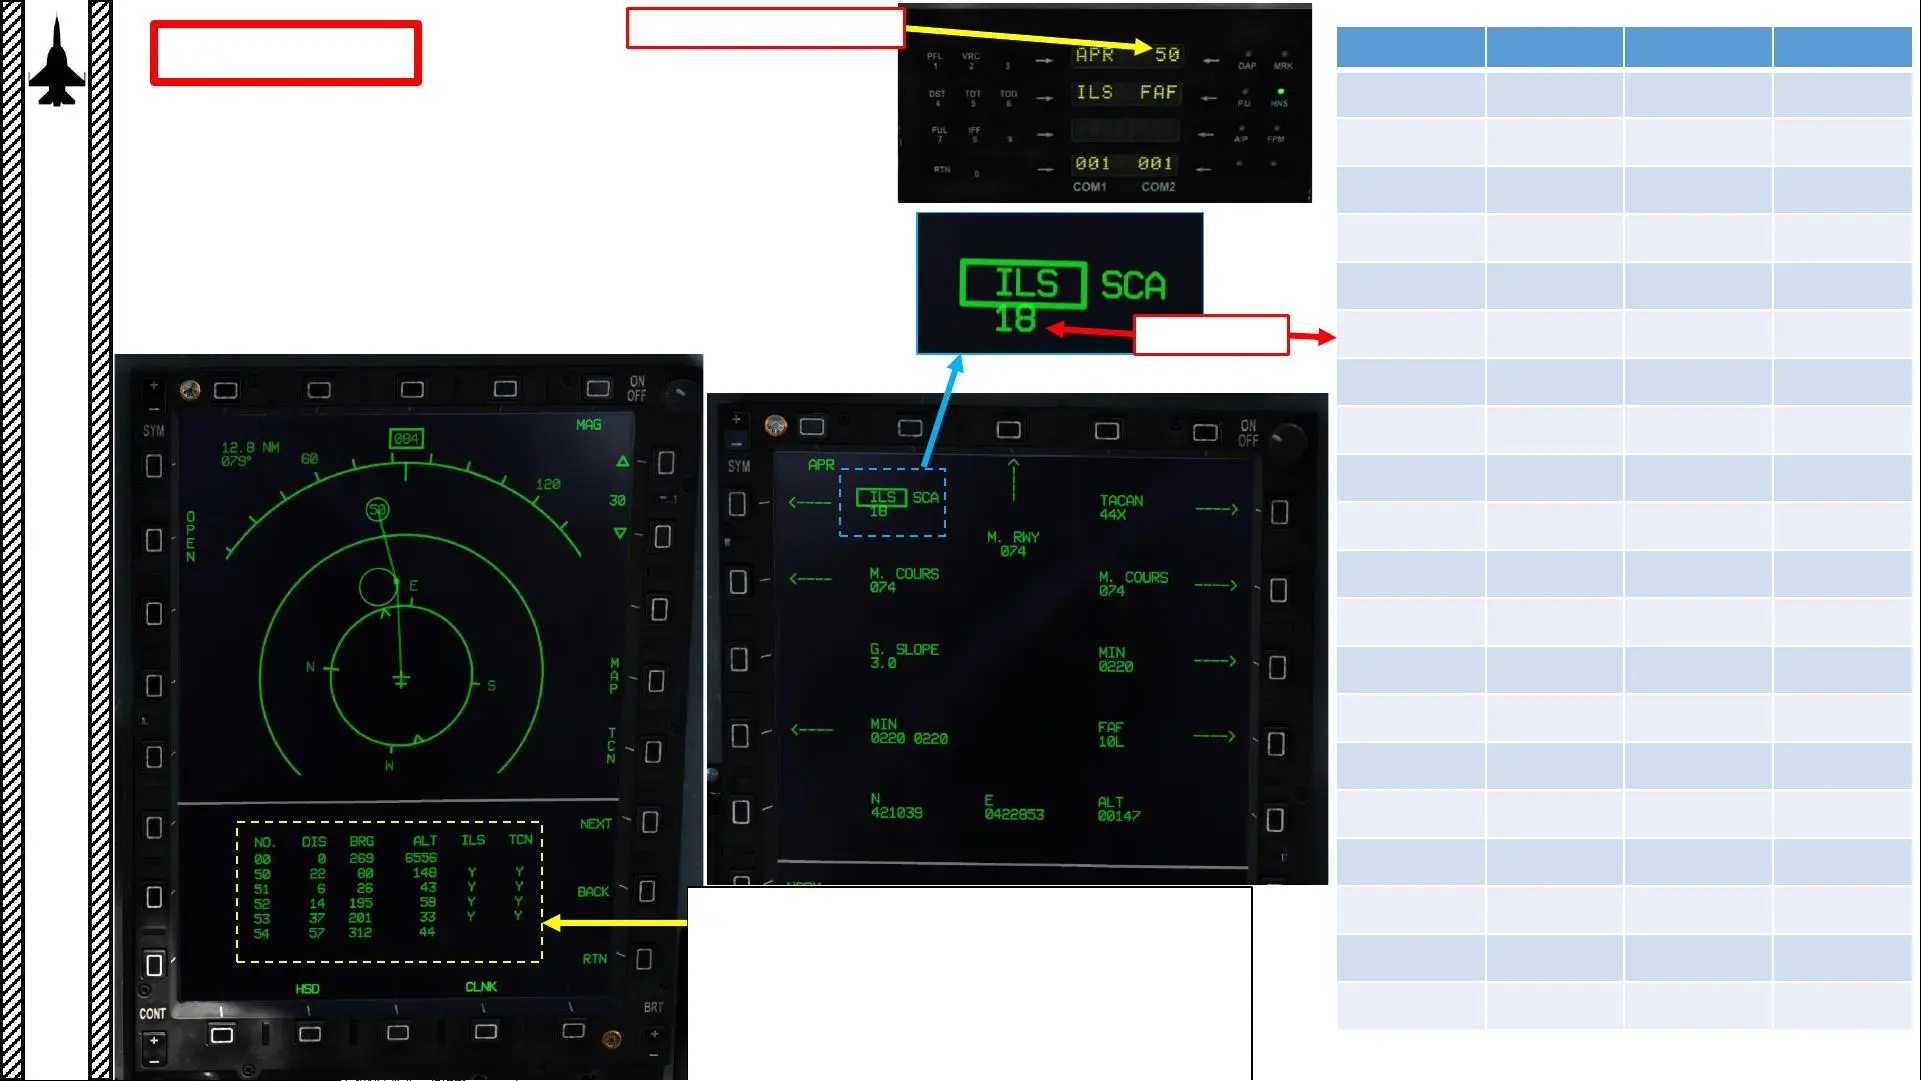 PFL VRC
1 2 3
APR 50
OAP MRK
DST TOT TOD
4 5 6
ILS FAF
P.U HNS
FUL IFF
7 8 9
A/P FPM
RTN 0
001 001
COM1 COM2
ILS SCA
18
+
-
SYM
ON
OFF
MAG
084
12.8 NM
079°
60
120
30
50
OPEN
E
N
S
W
MAP
TCN
NEXT
NO. DIS BRG ALT ILS TCN
00 0 269 6556
50 22 80 148 Y Y
51 6 26 43 Y Y
52 14 195 59 Y Y
53 37 201 33 Y Y
54 57 312 44
BACK
RTN
HSD CLNK
CONT
BRT
+
-
+
-
+
-
SYM
ON
OFF
APR
ILS SCA
18
TACAN
44X
M. RWY
074
M. COURS
074
M. COURS
074
G. SLOPE
3.0
MIN
0220
MIN
0220 0220
FAF
10L
N
421039
E
0422853
ALT
00147